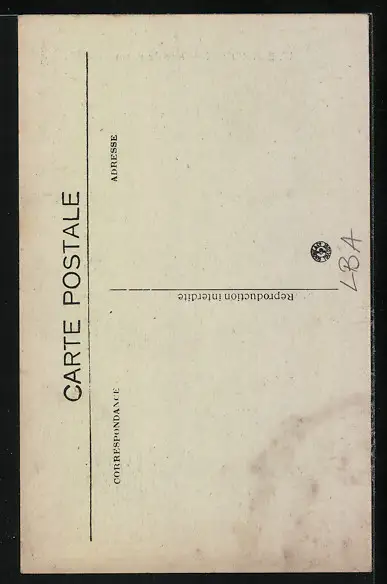 CARTE POSTALE
CORRESPONDANCE
ADRESSE
Reproduction interdite
LBA